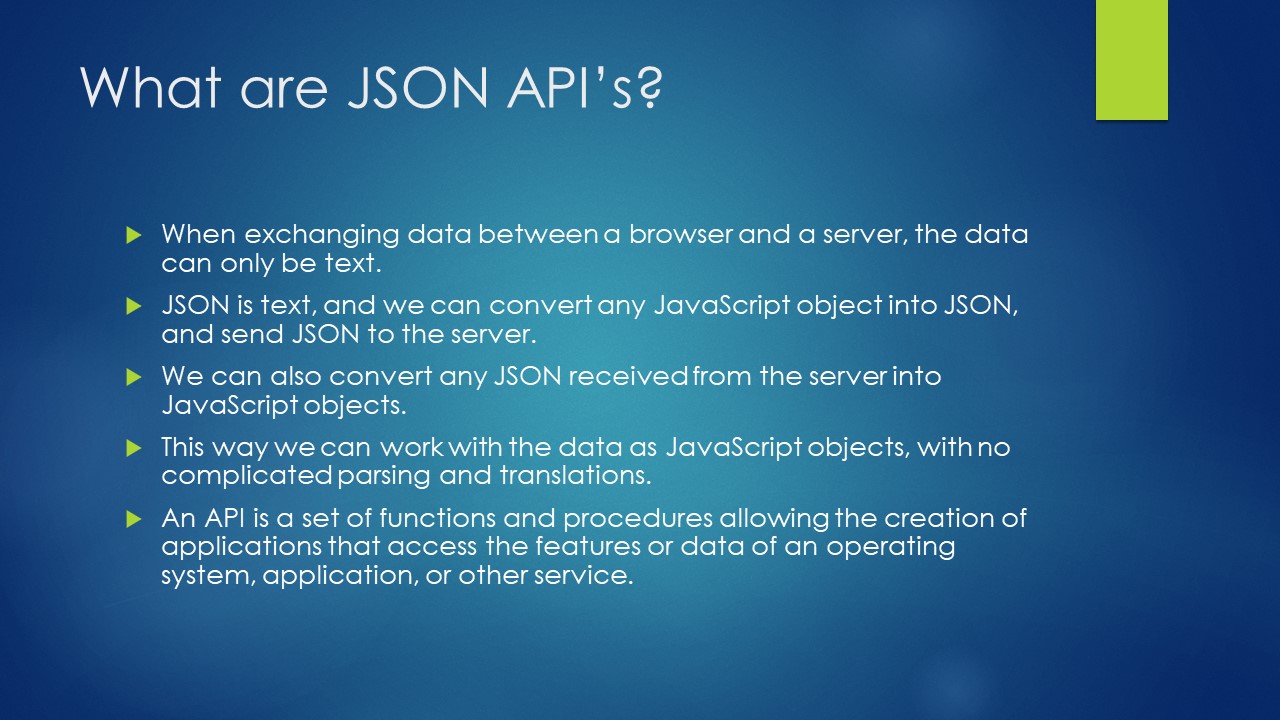 What are JSON API’s?
When exchanging data between a browser and a server, the data
can only be text.
JSON is text, and we can convert any JavaScript object into JSON,
and send JSON to the server.
We can also convert any JSON received from the server into
JavaScript objects.
This way we can work with the data as JavaScript objects, with no
complicated parsing and translations.
An API is a set of functions and procedures allowing the creation of
applications that access the features or data of an operating
system, application, or other service.